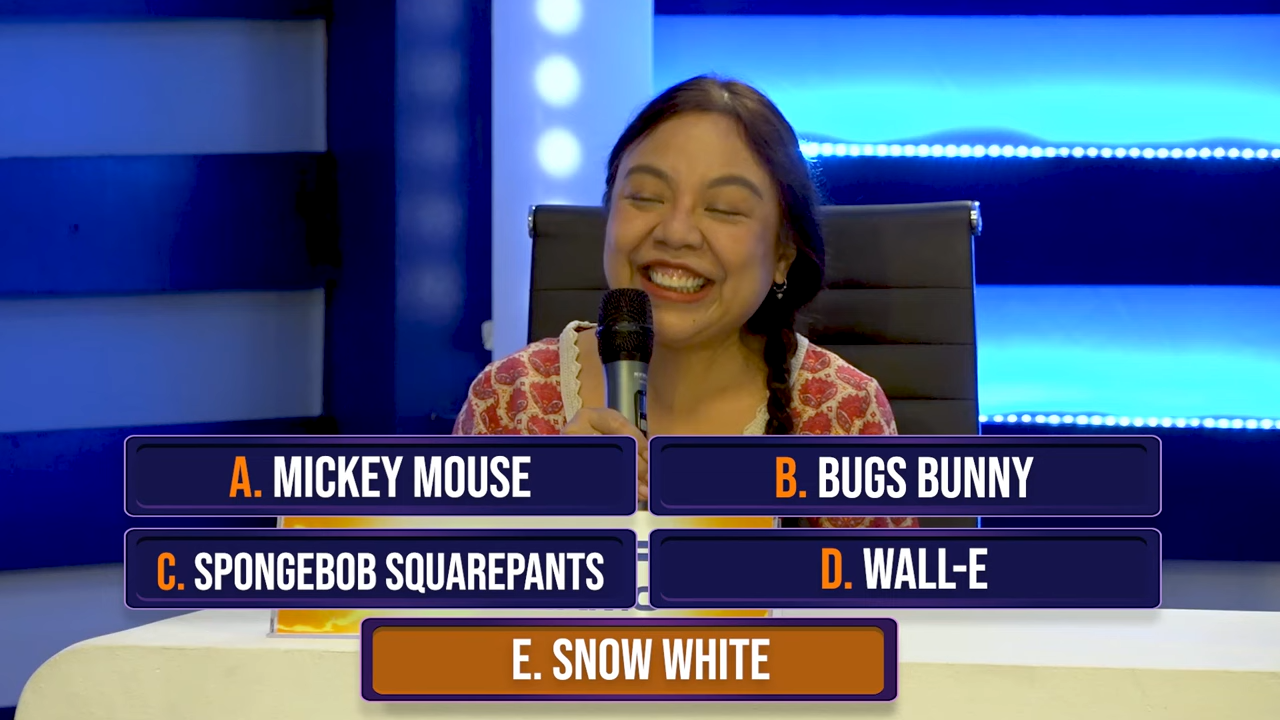 A. MICKEY MOUSE
B. BUGS BUNNY
C. SPONGEBOB SQUAREPANTS
D. WALL-E
E. SNOW WHITE